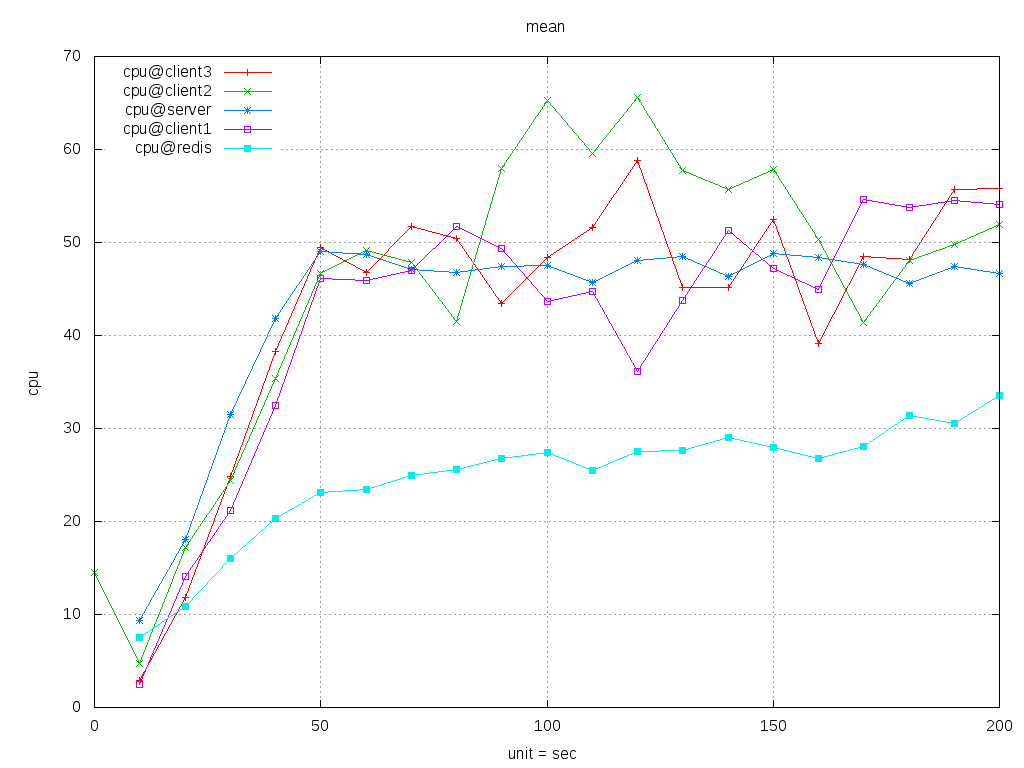 mean
cpu@client3
cpu@client2
cpu@server
cpu@client1
cpu@redis
70
60
50
40
30
20
10
0
cpu
0 50 100 150 200
unit = sec